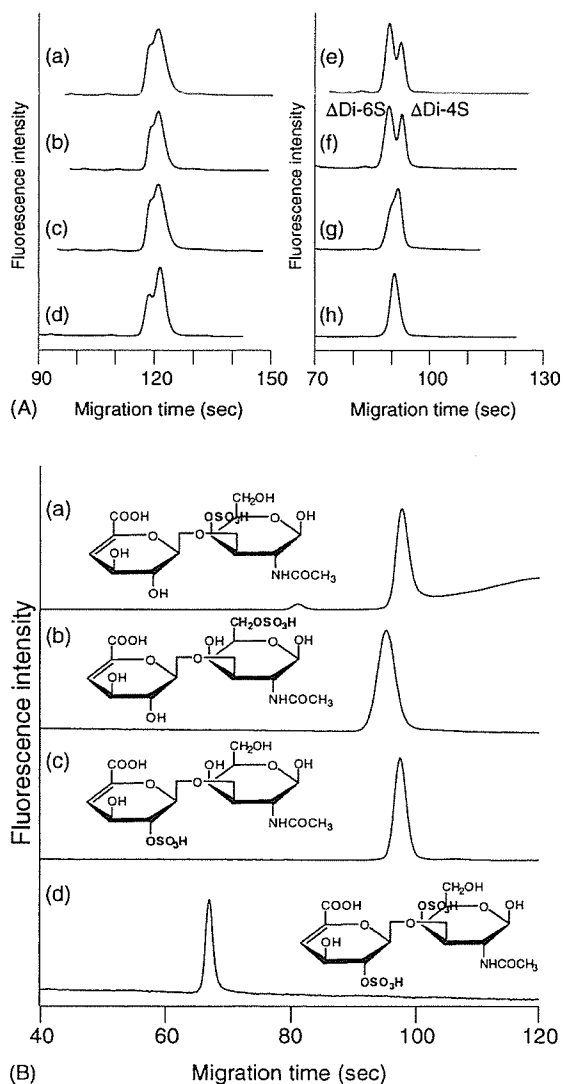 (a)
(b)
(c)
(d)
Fluorescence intensity
90 120 150
(A) Migration time (sec)
(e)
ΔDi-6S ΔDi-4S
(f)
(g)
(h)
Fluorescence intensity
70 100 130
Migration time (sec)
(a)
COOH
OH
OH
O
O
OSO₃H
CH₂OH
O
OH
NHCOCH₃
(b)
COOH
OH
OH
O
O
OH
CH₂OSO₃H
O
OH
NHCOCH₃
(c)
COOH
OH
OSO₃H
O
O
OH
CH₂OH
O
OH
NHCOCH₃
(d)
COOH
OH
OSO₃H
O
O
OSO₃H
CH₂OH
O
OH
NHCOCH₃
Fluorescence intensity
40 60 80 100 120
(B) Migration time (sec)